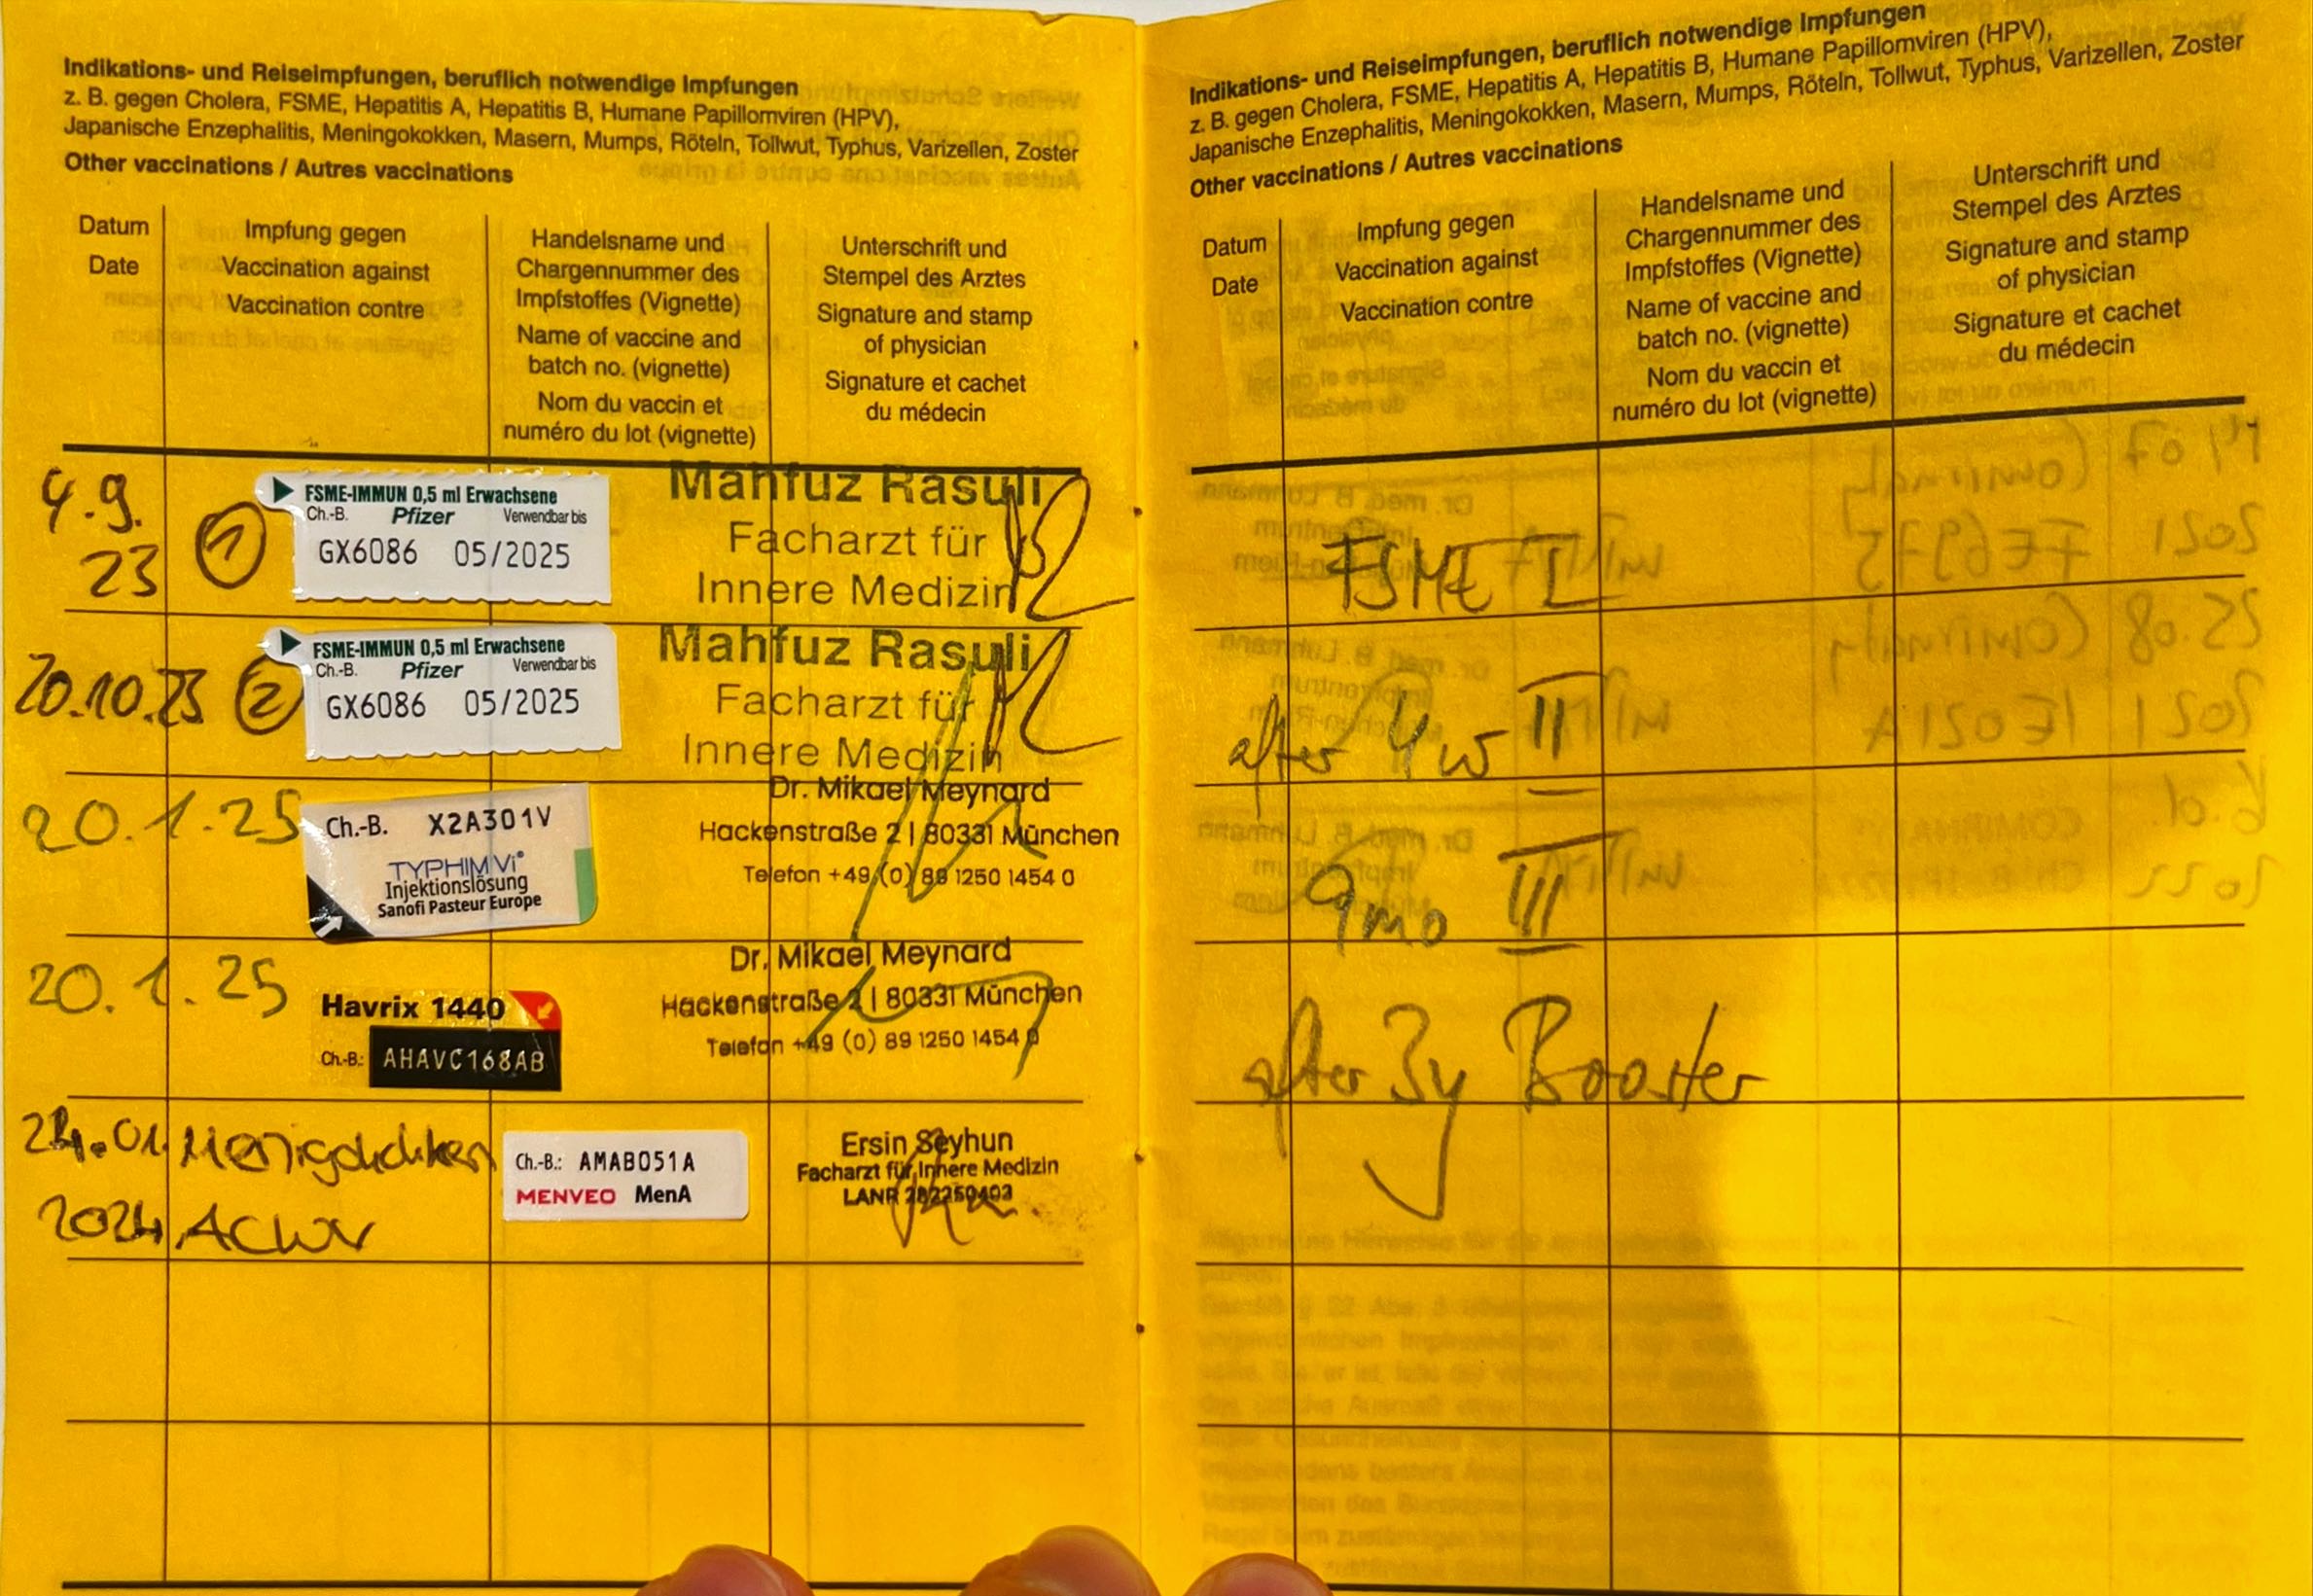 Indikations- und Reiseimpfungen, beruflich notwendige Impfungen
z. B. gegen Cholera, FSME, Hepatitis A, Hepatitis B, Humane Papillomviren (HPV),
Japanische Enzephalitis, Meningokokken, Masern, Mumps, Röteln, Tollwut, Typhus, Varizellen, Zoster
Other vaccinations / Autres vaccinations
Datum
Date
Impfung gegen
Vaccination against
Vaccination contre
Handelsname und
Chargennummer des
Impfstoffes (Vignette)
Name of vaccine and
batch no. (vignette)
Nom du vaccin et
numéro du lot (vignette)
Unterschrift und
Stempel des Arztes
Signature and stamp
of physician
Signature et cachet
du médecin
4.9.
23
1
FSME-IMMUN 0,5 ml Erwachsene
Ch.-B. Pfizer Verwendbar bis
GX6086 05/2025
Mahfuz Rasuli
Facharzt für
Innere Medizin
20.10.23
2
FSME-IMMUN 0,5 ml Erwachsene
Ch.-B. Pfizer Verwendbar bis
GX6086 05/2025
Mahfuz Rasuli
Facharzt für
Innere Medizin
20.1.25
Ch.-B. X2A301V
TYPHIM Vi®
Injektionslösung
Sanofi Pasteur Europe
Dr. Mikael Meynard
Hackenstraße 2 | 80331 München
Telefon +49 (0) 89 1250 1454 0
20.1.25
Havrix 1440
Ch.-B.: AHAVC168AB
Dr. Mikael Meynard
Hackenstraße 2 | 80331 München
Telefon +49 (0) 89 1250 1454 0
24.01.
2024
ACWY
Ch.-B.: AMAB051A
MENVEO MenA
Ersin Seyhun
Facharzt für Innere Medizin
LANR
Indikations- und Reiseimpfungen, beruflich notwendige Impfungen
z. B. gegen Cholera, FSME, Hepatitis A, Hepatitis B, Humane Papillomviren (HPV),
Japanische Enzephalitis, Meningokokken, Masern, Mumps, Röteln, Tollwut, Typhus, Varizellen, Zoster
Other vaccinations / Autres vaccinations
Datum
Date
Impfung gegen
Vaccination against
Vaccination contre
Handelsname und
Chargennummer des
Impfstoffes (Vignette)
Name of vaccine and
batch no. (vignette)
Nom du vaccin et
numéro du lot (vignette)
Unterschrift und
Stempel des Arztes
Signature and stamp
of physician
Signature et cachet
du médecin
FSME I
after 4w II
9mo III
after 3y Booster